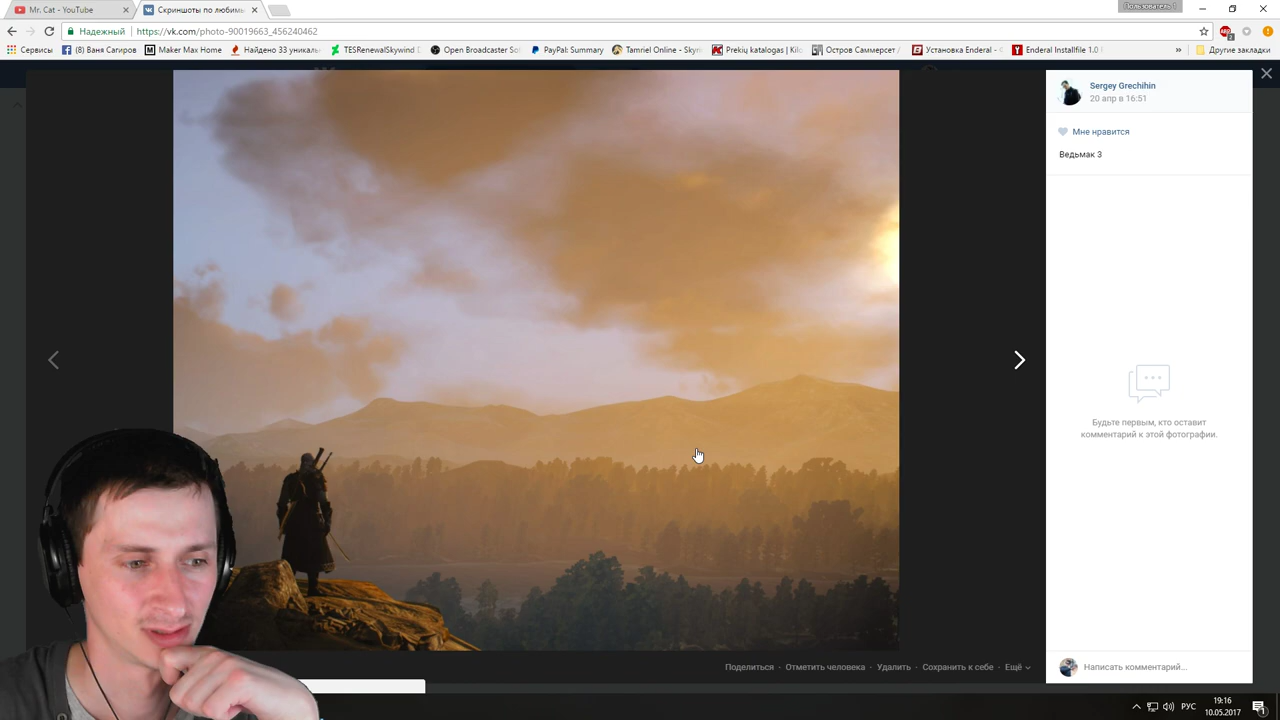 Mr. Cat - YouTube
Скриншоты по любимы
Пользователь 1
Надежный
https://vk.com/photo-90019663_456240462
Сервисы
(8) Ваня Сагиров
Maker Max Home
Найдено 33 уникаль
TESRenewalSkywind
Open Broadcaster So
PayPal: Summary
Tamriel Online - Skyri
Prekių katalogas | Kilo
Остров Саммерсет /
Установка Enderal -
Enderal Installfile 1.0
»
Другие закладки
Sergey Grechihin
20 апр в 16:51
Мне нравится
Ведьмак 3
Будьте первым, кто оставит
комментарий к этой фотографии.
Поделиться · Отметить человека · Удалить · Сохранить к себе · Ещё
Написать комментарий...
РУС
19:16
10.05.2017